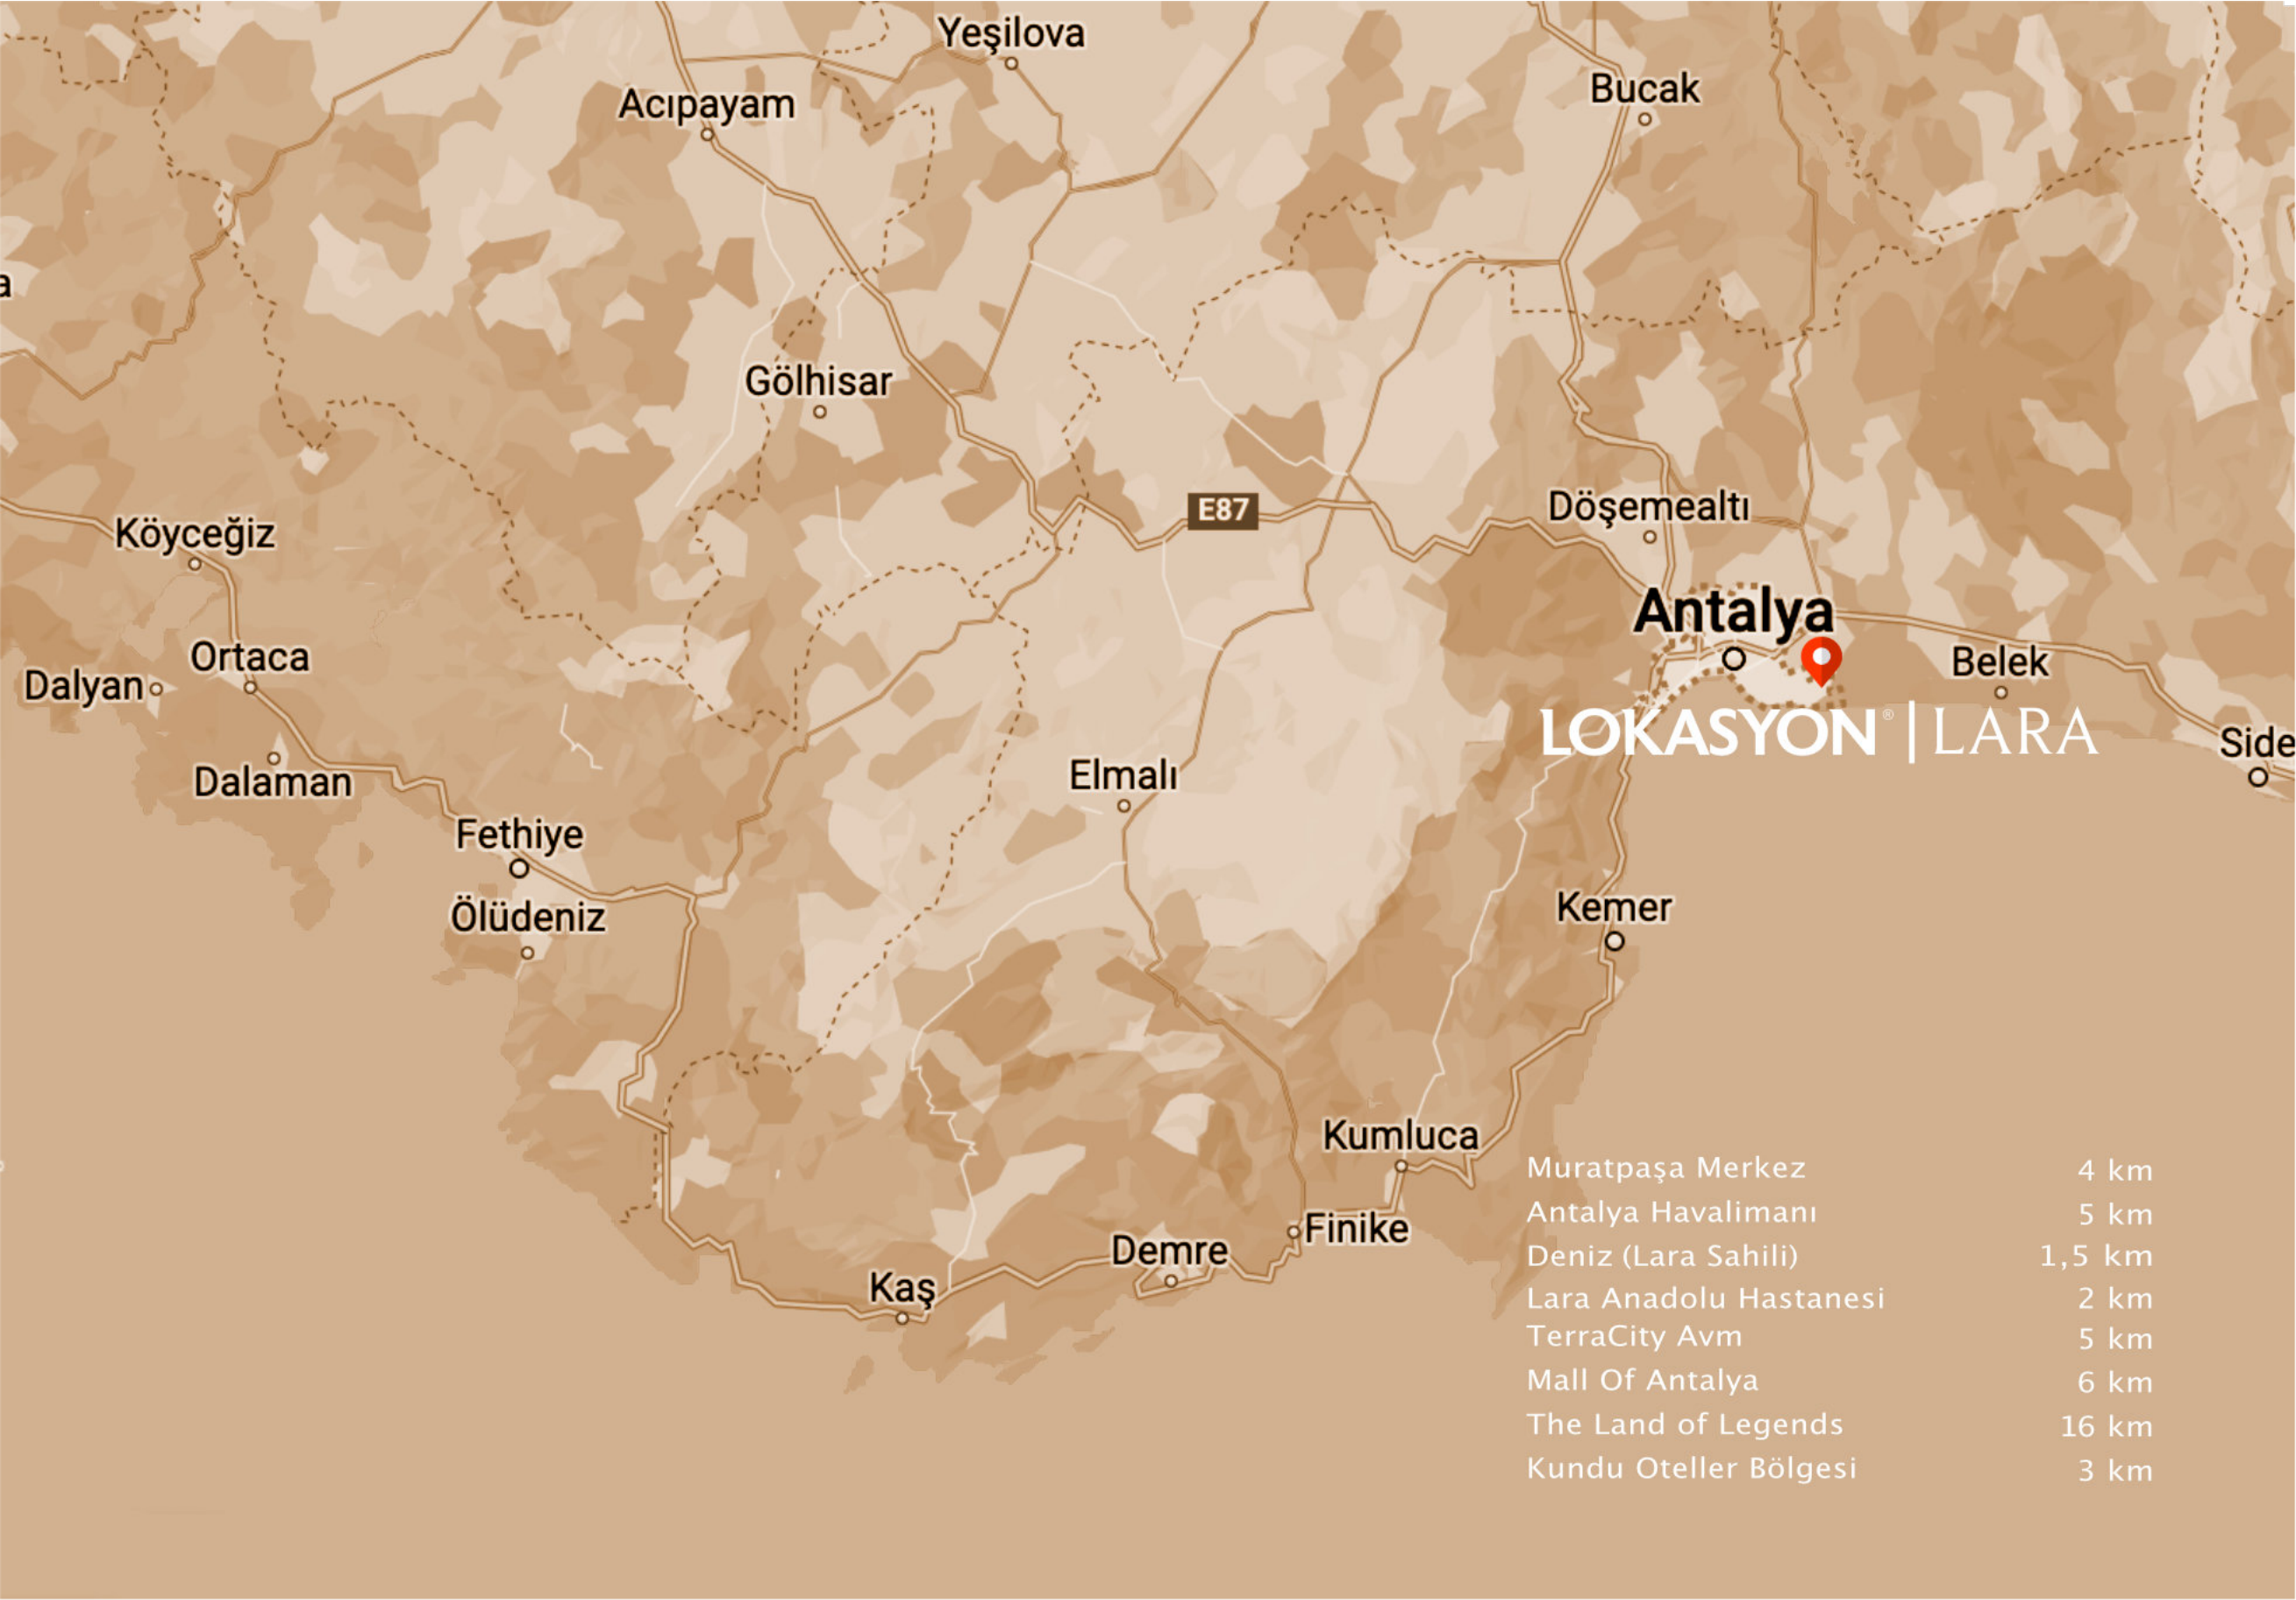 Yeşilova
Bucak
Acıpayam
a
Gölhisar
E87
Döşemealtı
Köyceğiz
Antalya
Ortaca
Belek
Dalyan
LOKASYON® | LARA
Side
Elmalı
Dalaman
Fethiye
Kemer
Ölüdeniz
Kumluca
Muratpaşa Merkez 4 km
Antalya Havalimanı 5 km
Finike
Demre
Deniz (Lara Sahili) 1,5 km
Kaş
Lara Anadolu Hastanesi 2 km
TerraCity Avm 5 km
Mall Of Antalya 6 km
The Land of Legends 16 km
Kundu Oteller Bölgesi 3 km